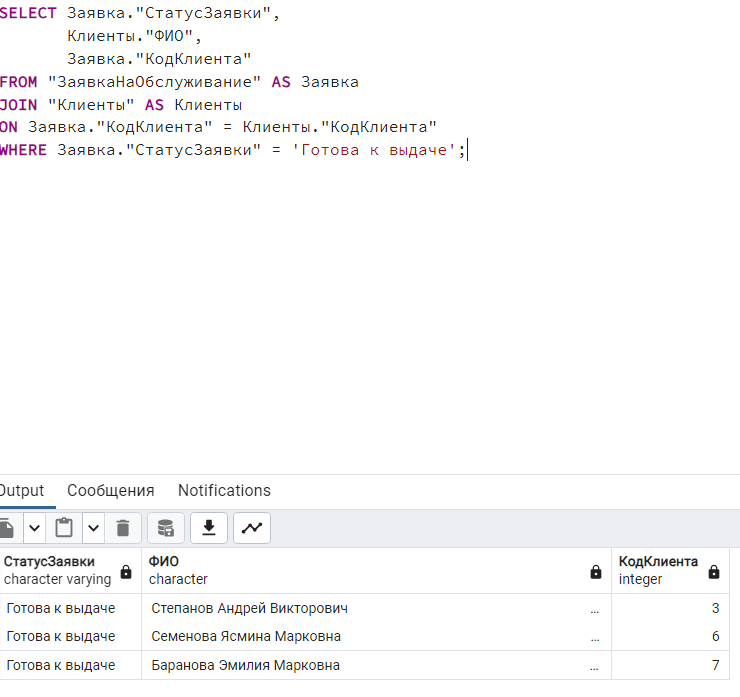 SELECT Заявка."СтатусЗаявки",
Клиенты."ФИО",
Заявка."КодКлиента"
FROM "ЗаявкаНаОбслуживание" AS Заявка
JOIN "Клиенты" AS Клиенты
ON Заявка."КодКлиента" = Клиенты."КодКлиента"
WHERE Заявка."СтатусЗаявки" = 'Готова к выдаче';
Output Сообщения Notifications
СтатусЗаявки ФИО КодКлиента
character varying character integer
Готова к выдаче Степанов Андрей Викторович ... 3
Готова к выдаче Семенова Ясмина Марковна ... 6
Готова к выдаче Баранова Эмилия Марковна ... 7